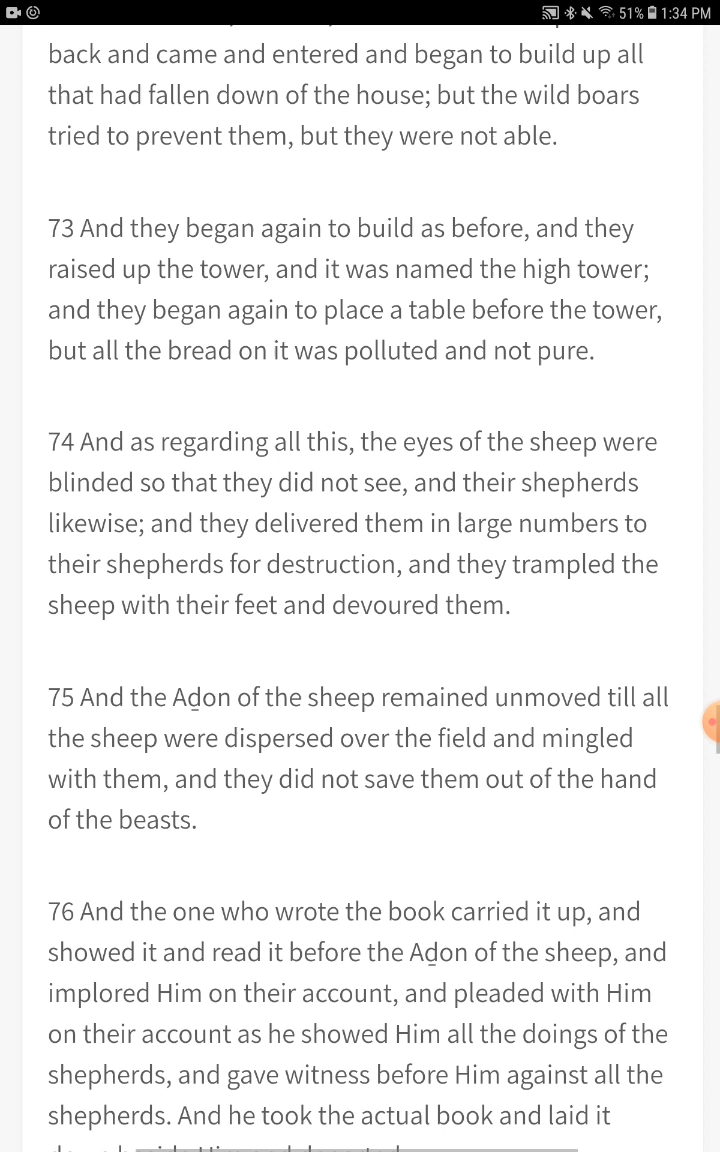 51% 1:34 PM
back and came and entered and began to build up all
that had fallen down of the house; but the wild boars
tried to prevent them, but they were not able.
73 And they began again to build as before, and they
raised up the tower, and it was named the high tower;
and they began again to place a table before the tower,
but all the bread on it was polluted and not pure.
74 And as regarding all this, the eyes of the sheep were
blinded so that they did not see, and their shepherds
likewise; and they delivered them in large numbers to
their shepherds for destruction, and they trampled the
sheep with their feet and devoured them.
75 And the Aḏon of the sheep remained unmoved till all
the sheep were dispersed over the field and mingled
with them, and they did not save them out of the hand
of the beasts.
76 And the one who wrote the book carried it up, and
showed it and read it before the Aḏon of the sheep, and
implored Him on their account, and pleaded with Him
on their account as he showed Him all the doings of the
shepherds, and gave witness before Him against all the
shepherds. And he took the actual book and laid it